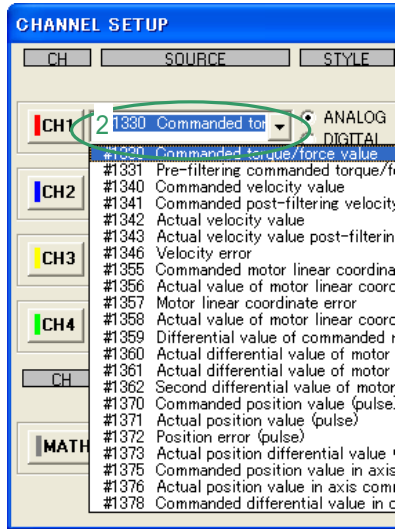 CHANNEL SETUP
CH SOURCE STYLE
CH1 2 #1330 Commanded tor ANALOG
DIGITAL
#1330 Commanded torque/force value
#1331 Pre-filtering commanded torque/f
#1340 Commanded velocity value
CH2 #1341 Commanded post-filtering velocity
#1342 Actual velocity value
#1343 Actual velocity value post-filterin
#1346 Velocity error
CH3 #1355 Commanded motor linear coordina
#1356 Actual value of motor linear coord
#1357 Motor linear coordinate error
CH4 #1358 Actual value of motor linear coord
#1359 Differential value of commanded
#1360 Actual differential value of motor
CH #1361 Actual differential value of motor
#1362 Second differential value of motor
#1370 Commanded position value (pulse)
#1371 Actual position value (pulse)
MATH #1372 Position error (pulse)
#1373 Actual position differential value
#1375 Commanded position value in axis
#1376 Actual position value in axis com
#1378 Commanded differential value in